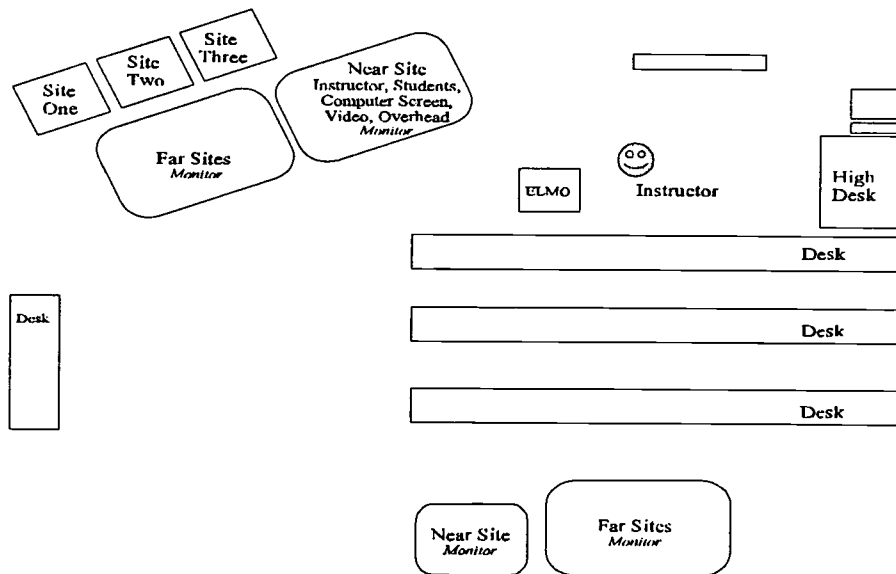 Site
One
Site
Two
Site
Three
Near Site
Instructor, Students,
Computer Screen,
Video, Overhead
Monitor
Far Sites
Monitor
ELMO
Instructor
High
Desk
Desk
Desk
Desk
Desk
Near Site
Monitor
Far Sites
Monitor